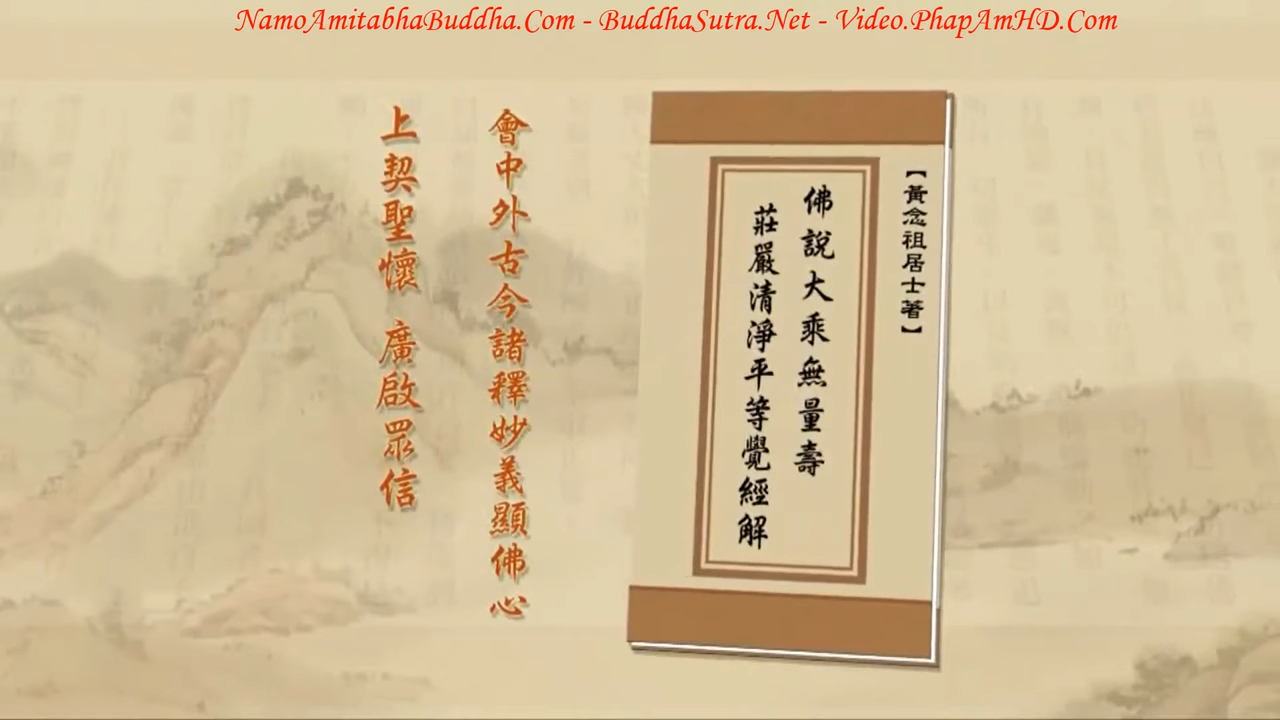 NamoAmitabhaBuddha.Com - BuddhaSutra.Net - Video.PhapAmHD.Com
【黃念祖居士著】
佛說大乘無量壽
莊嚴清淨平等覺經解
會中外古今諸釋妙義顯佛心
上契聖懷 廣啟眾信